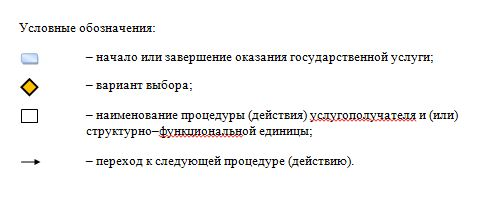 Условные обозначения:
– начало или завершение оказания государственной услуги;
– вариант выбора;
– наименование процедуры (действия) услугополучателя и (или)
структурно–функциональной единицы;
– переход к следующей процедуре (действию).